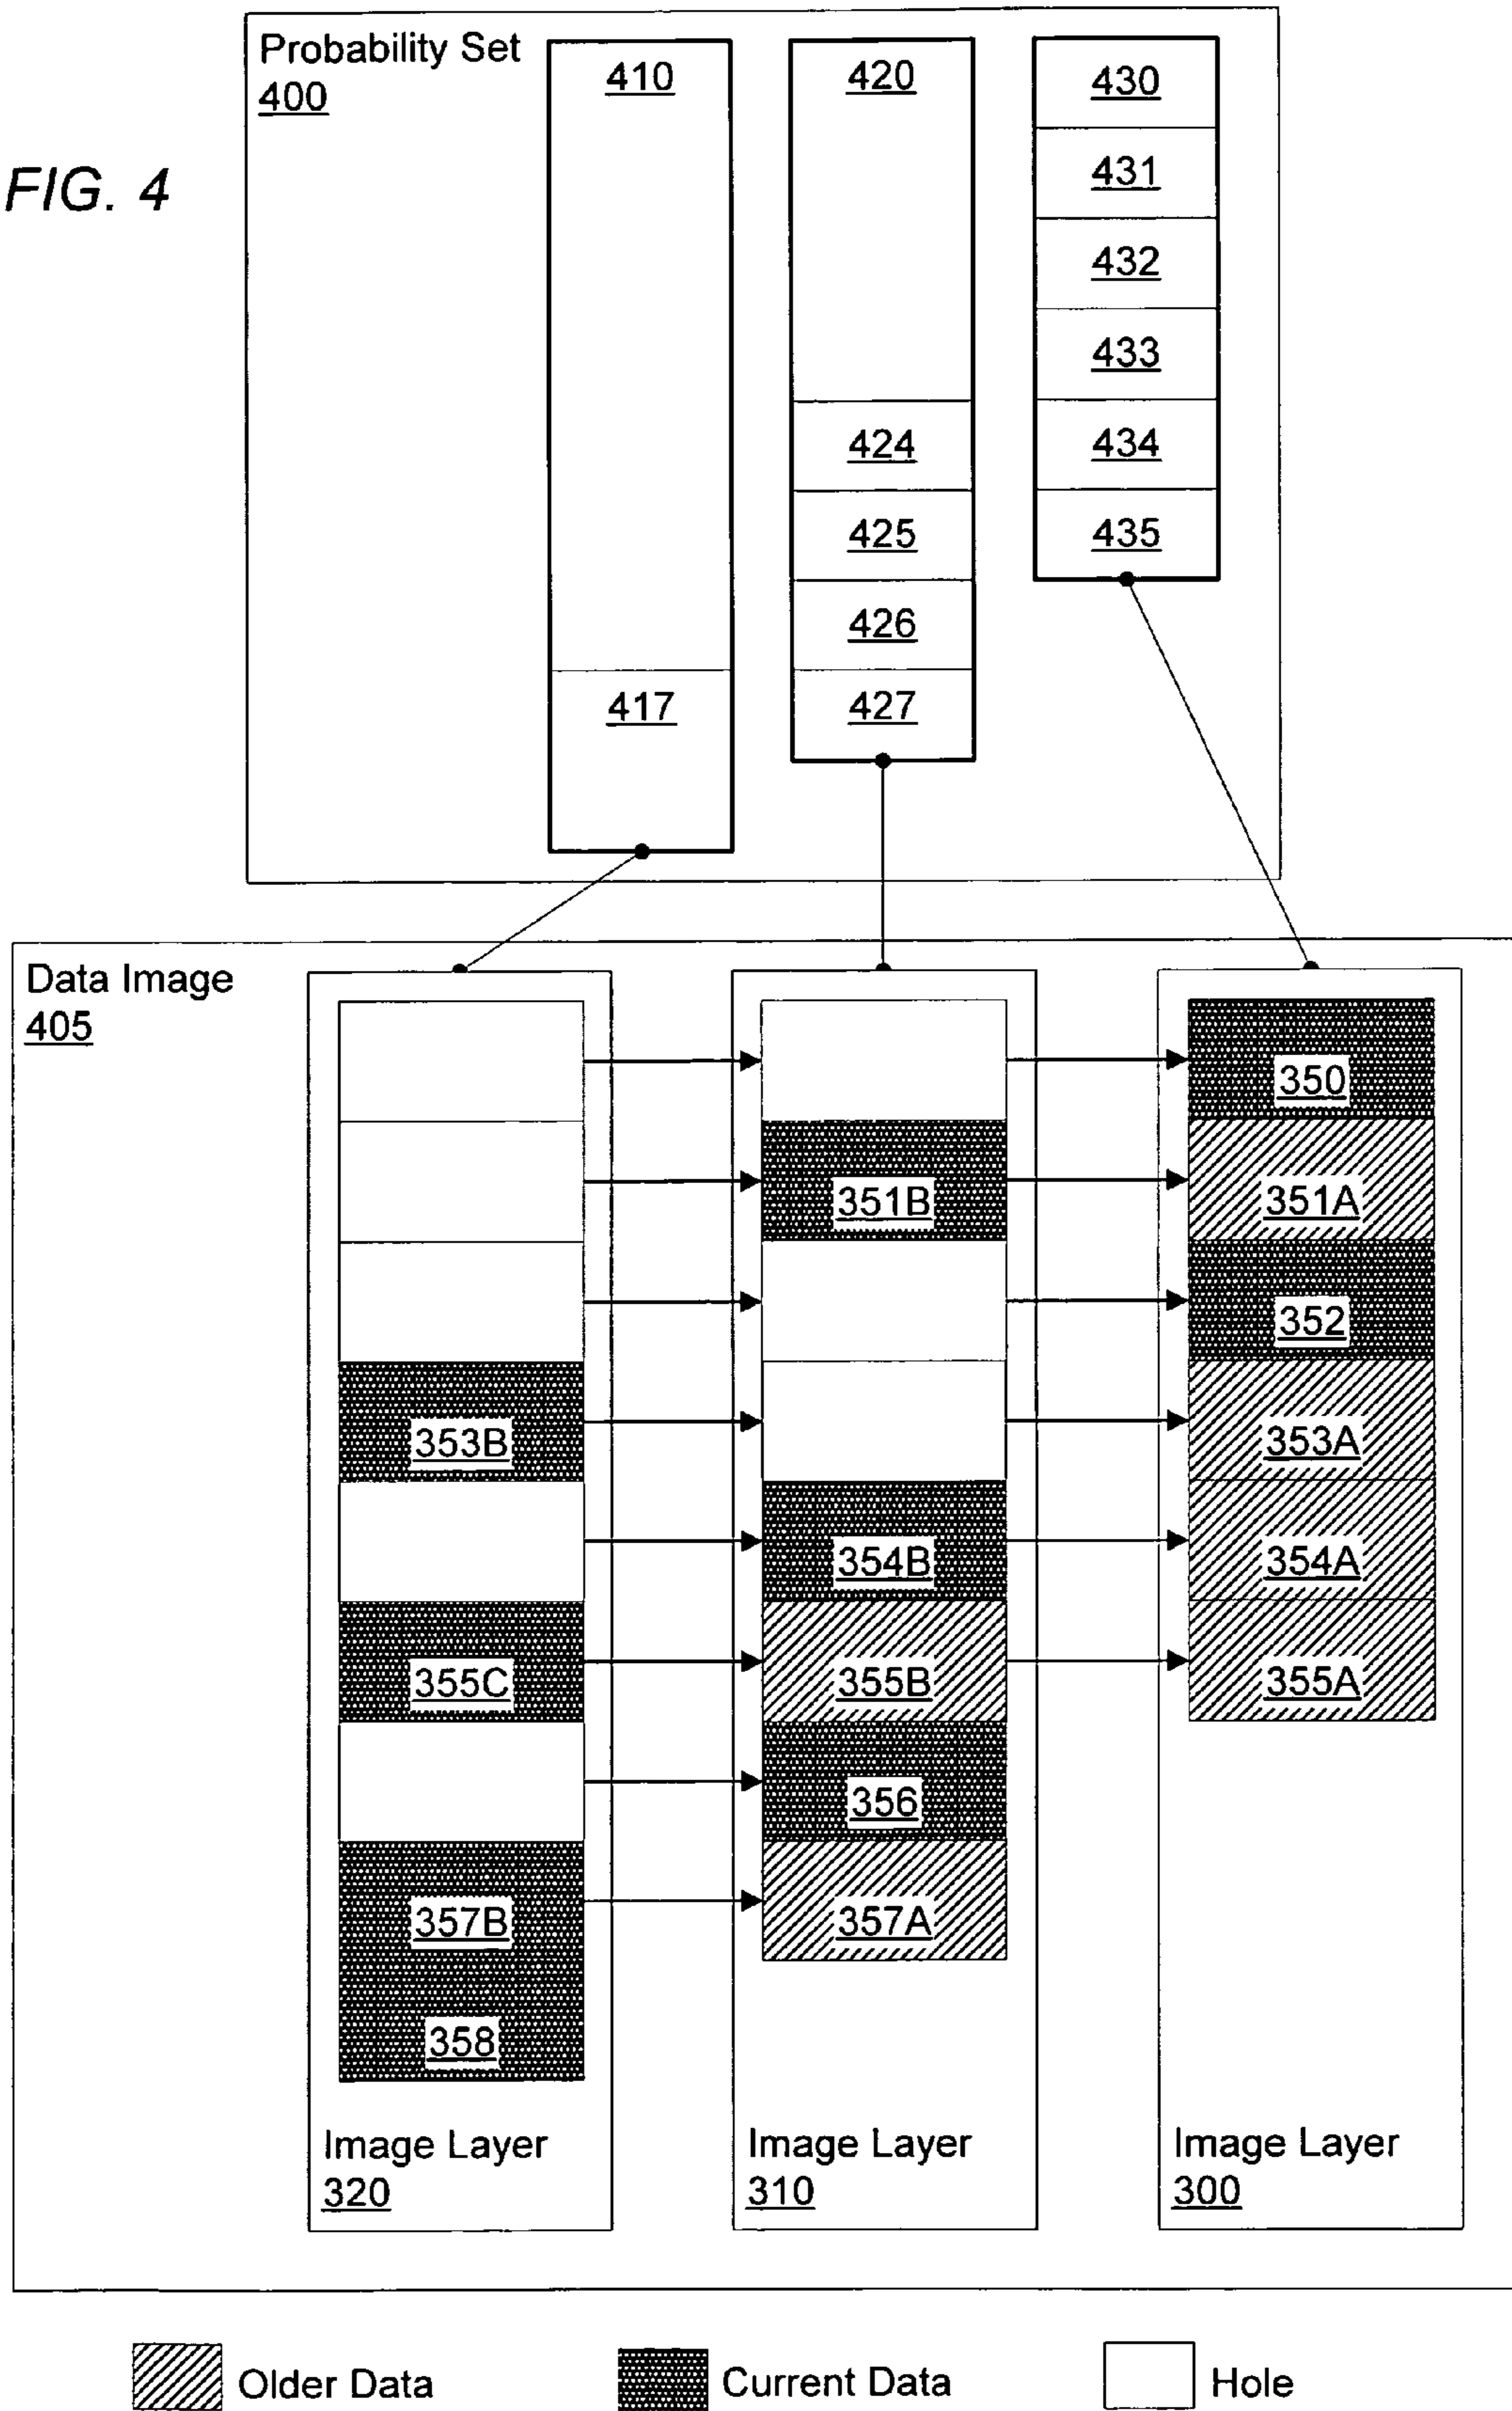 FIG. 4
Probability Set
400
410
417
420
424
425
426
427
430
431
432
433
434
435
Data Image
405
353B
355C
357B
358
Image Layer
320
351B
354B
355B
356
357A
Image Layer
310
350
351A
352
353A
354A
355A
Image Layer
300
Older Data
Current Data
Hole